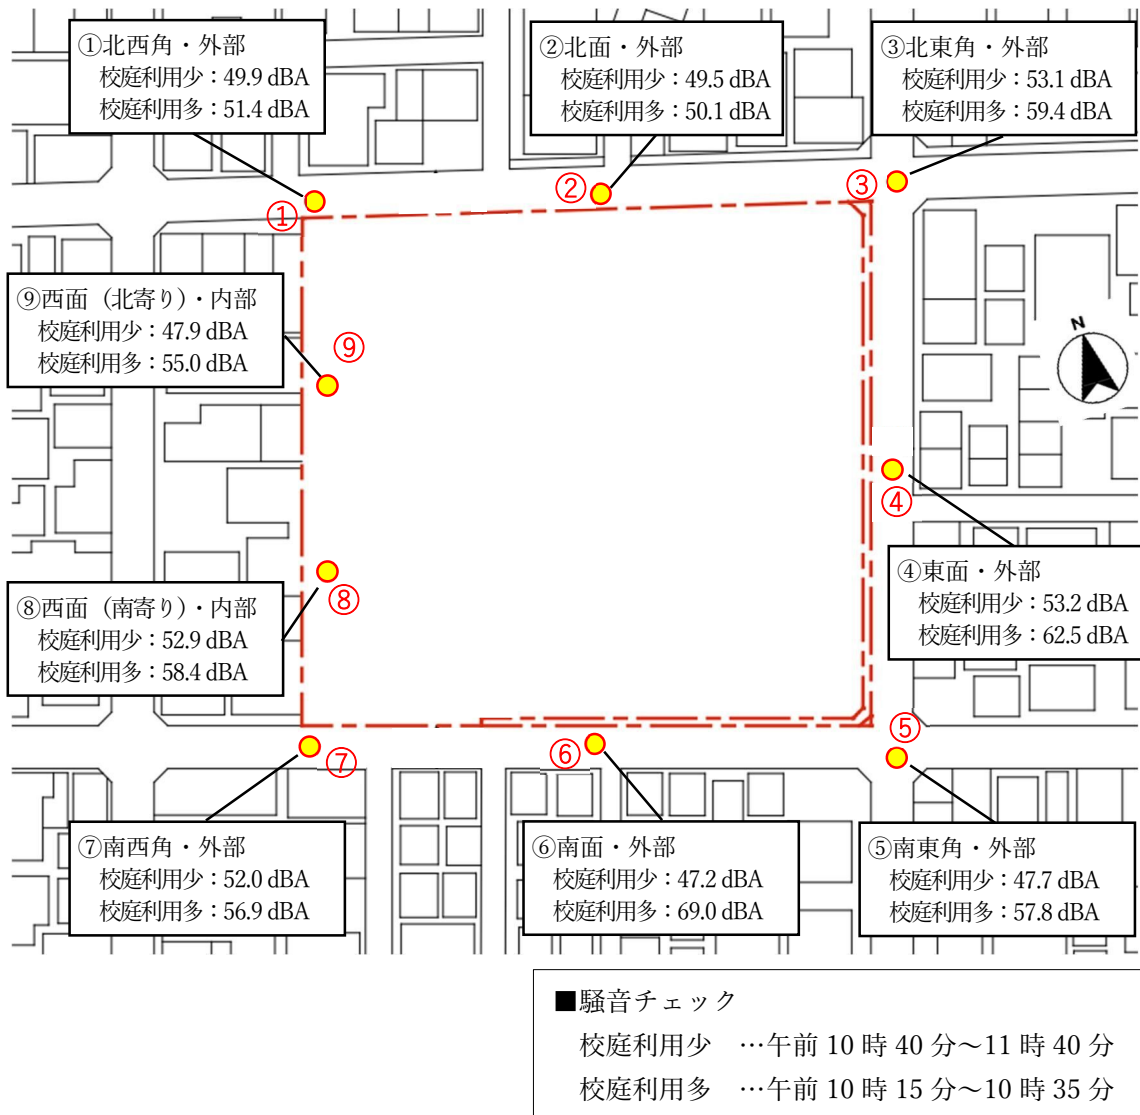 ①北西角・外部
校庭利用少：49.9 dBA
校庭利用多：51.4 dBA
②北面・外部
校庭利用少：49.5 dBA
校庭利用多：50.1 dBA
③北東角・外部
校庭利用少：53.1 dBA
校庭利用多：59.4 dBA
①
②
③
⑨西面（北寄り）・内部
校庭利用少：47.9 dBA
校庭利用多：55.0 dBA
⑨
N
④
④東面・外部
校庭利用少：53.2 dBA
校庭利用多：62.5 dBA
⑧西面（南寄り）・内部
校庭利用少：52.9 dBA
校庭利用多：58.4 dBA
⑧
⑦
⑥
⑤
⑦南西角・外部
校庭利用少：52.0 dBA
校庭利用多：56.9 dBA
⑥南面・外部
校庭利用少：47.2 dBA
校庭利用多：69.0 dBA
⑤南東角・外部
校庭利用少：47.7 dBA
校庭利用多：57.8 dBA
■騒音チェック
校庭利用少　…午前 10 時 40 分～11 時 40 分
校庭利用多　…午前 10 時 15 分～10 時 35 分